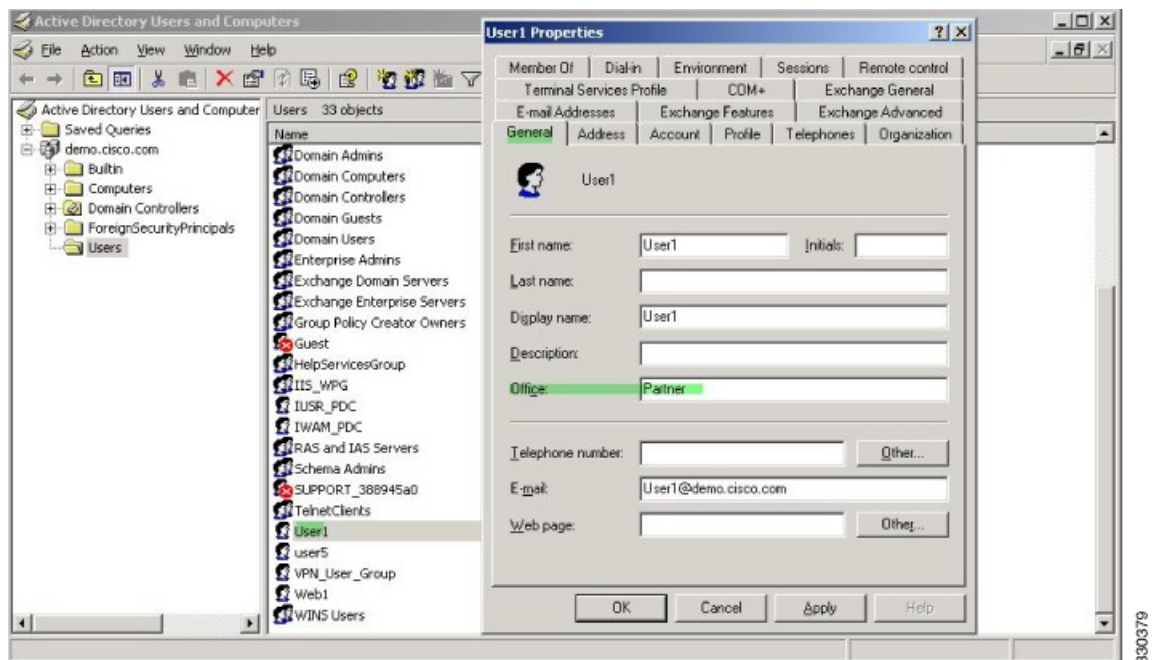 Active Directory Users and Computers
File Action View Window Help
Active Directory Users and Computer
Saved Queries
demo.cisco.com
Builtin
Computers
Domain Controllers
ForeignSecurityPrincipals
Users
Users 33 objects
Name
Domain Admins
Domain Computers
Domain Controllers
Domain Guests
Domain Users
Enterprise Admins
Exchange Domain Servers
Exchange Enterprise Servers
Group Policy Creator Owners
Guest
HelpServicesGroup
IIS_WPG
IUSR_PDC
IWAM_PDC
RAS and IAS Servers
Schema Admins
SUPPORT_388945a0
TelnetClients
User1
user5
VPN_User_Group
Web1
WINS Users
User1 Properties
Member Of Dial-in Environment Sessions Remote control
Terminal Services Profile COM+ Exchange General
E-mail Addresses Exchange Features Exchange Advanced
General Address Account Profile Telephones Organization
User1
First name: User1 Initials:
Last name:
Display name: User1
Description:
Office: Partner
Telephone number: Other...
E-mail: User1@demo.cisco.com
Web page: Other...
OK Cancel Apply Help
330379